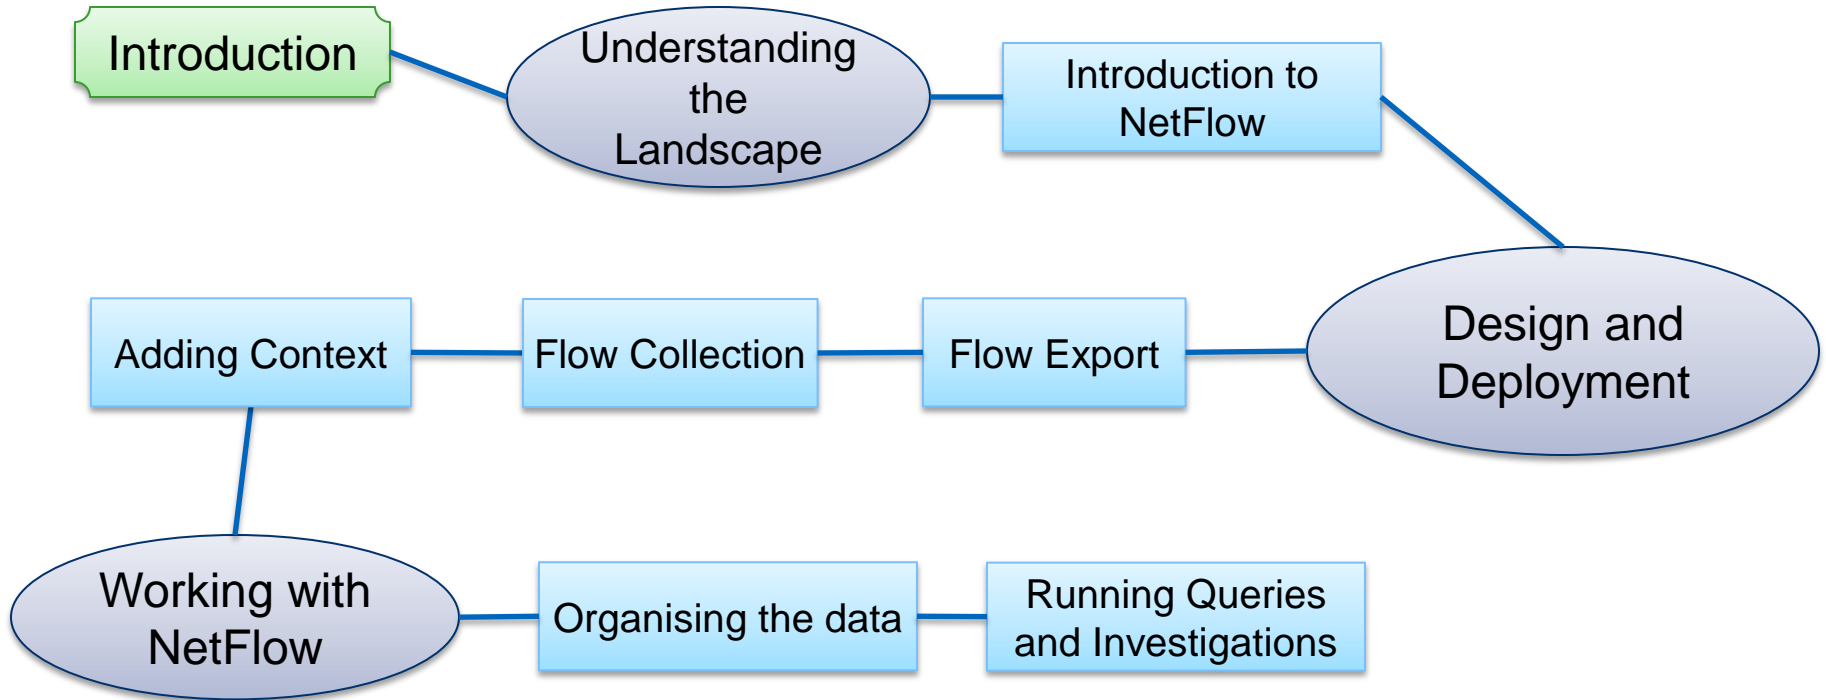 Introduction
Understanding
the
Landscape
Introduction to
NetFlow
Design and
Deployment
Flow Export
Flow Collection
Adding Context
Working with
NetFlow
Organising the data
Running Queries
and Investigations